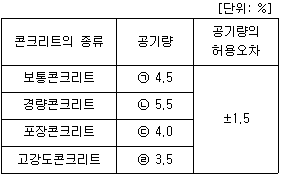 [단위: %]
콘크리트의 종류 공기량 공기량의 허용오차
보통콘크리트 ㉠ 4.5 ±1.5
경량콘크리트 ㉡ 5.5
포장콘크리트 ㉢ 4.0
고강도콘크리트 ㉣ 3.5